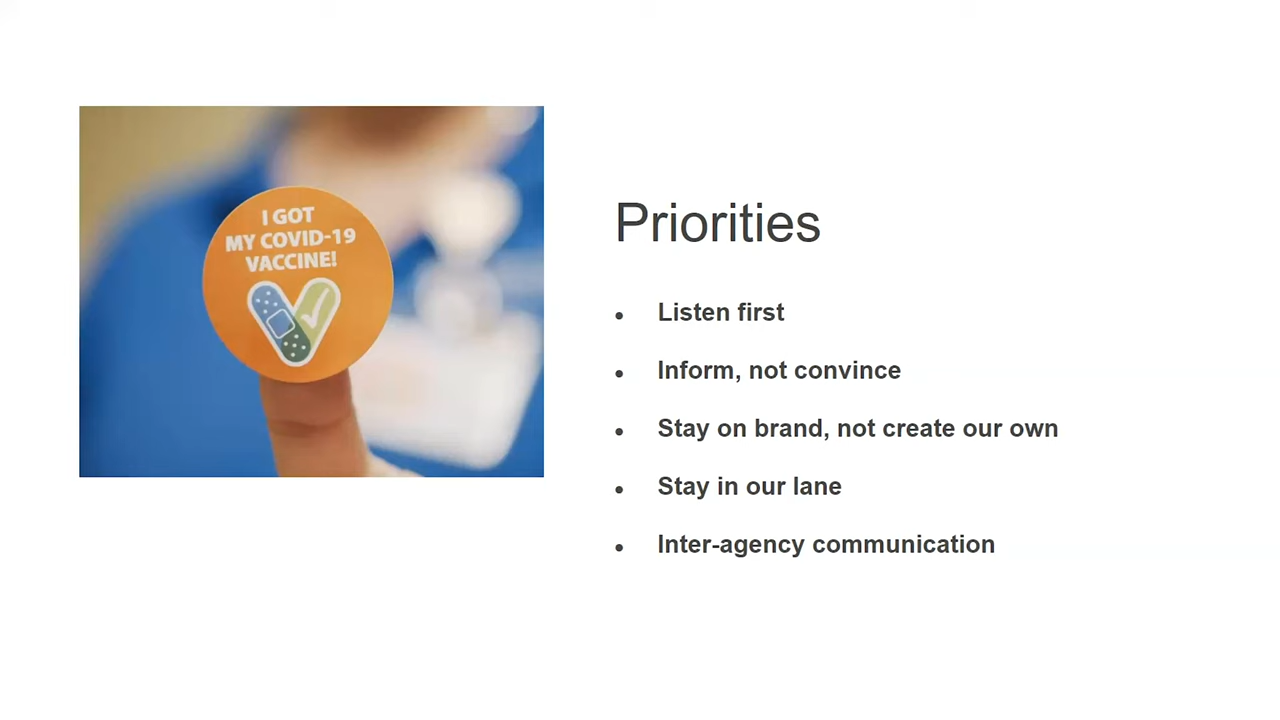 I GOT
MY COVID-19
VACCINE!
Priorities
• Listen first
• Inform, not convince
• Stay on brand, not create our own
• Stay in our lane
• Inter-agency communication